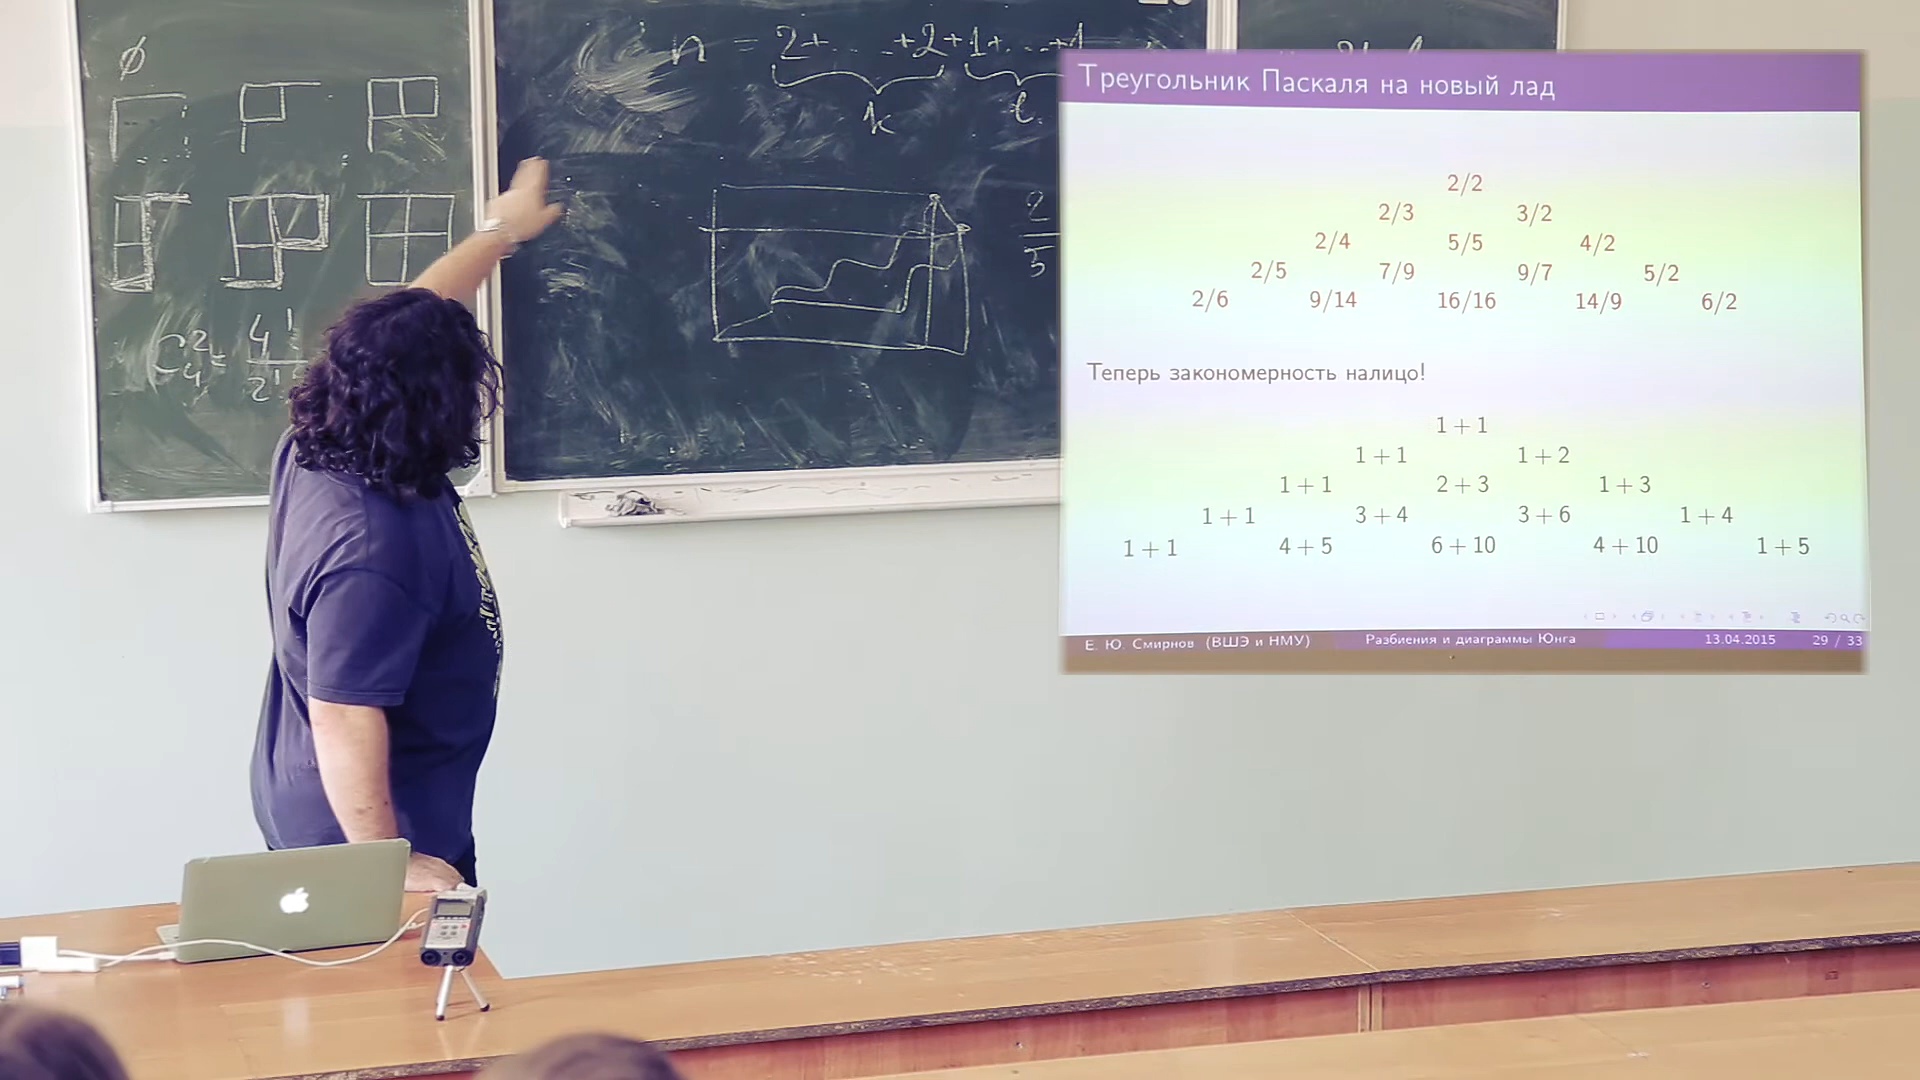 ∅
C₄² = 4! / 2!
n = 2+...+2+1+...+1
k
l
2
5
Треугольник Паскаля на новый лад
2/2
2/3 3/2
2/4 5/5 4/2
2/5 7/9 9/7 5/2
2/6 9/14 16/16 14/9 6/2
Теперь закономерность налицо!
1 + 1
1 + 1 1 + 2
1 + 1 2 + 3 1 + 3
1 + 1 3 + 4 3 + 6 1 + 4
1 + 1 4 + 5 6 + 10 4 + 10 1 + 5
Е. Ю. Смирнов (ВШЭ и НМУ) Разбиения и диаграммы Юнга 13.04.2015 29 / 33